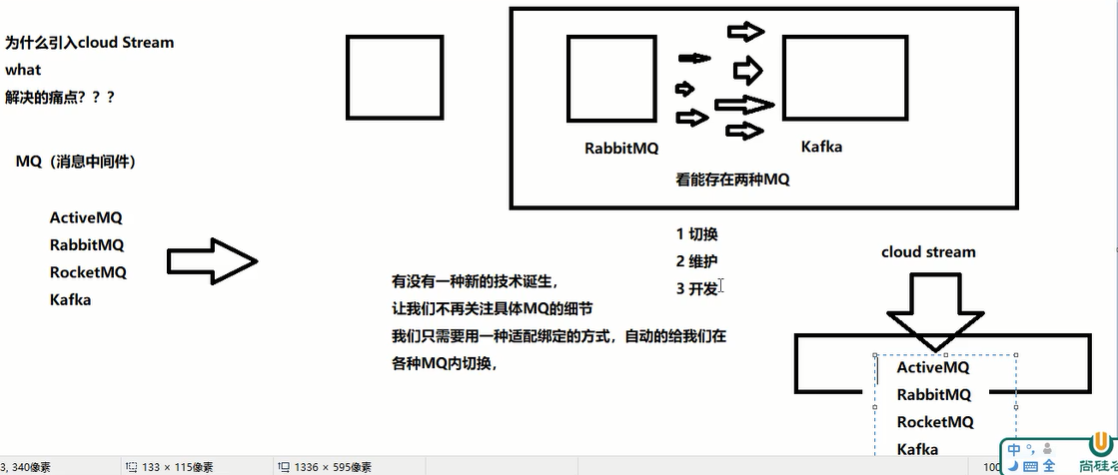 为什么引入cloud Stream
what
解决的痛点？？？
MQ（消息中间件）
ActiveMQ
RabbitMQ
RocketMQ
Kafka
RabbitMQ
Kafka
看能存在两种MQ
1 切换
2 维护
3 开发
有没有一种新的技术诞生，
让我们不再关注具体MQ的细节
我们只需要用一种适配绑定的方式，自动的给我们在
各种MQ内切换，
cloud stream
ActiveMQ
RabbitMQ
RocketMQ
Kafka
3, 340像素
133 × 115像素
1336 × 595像素
100
中
全
尚硅